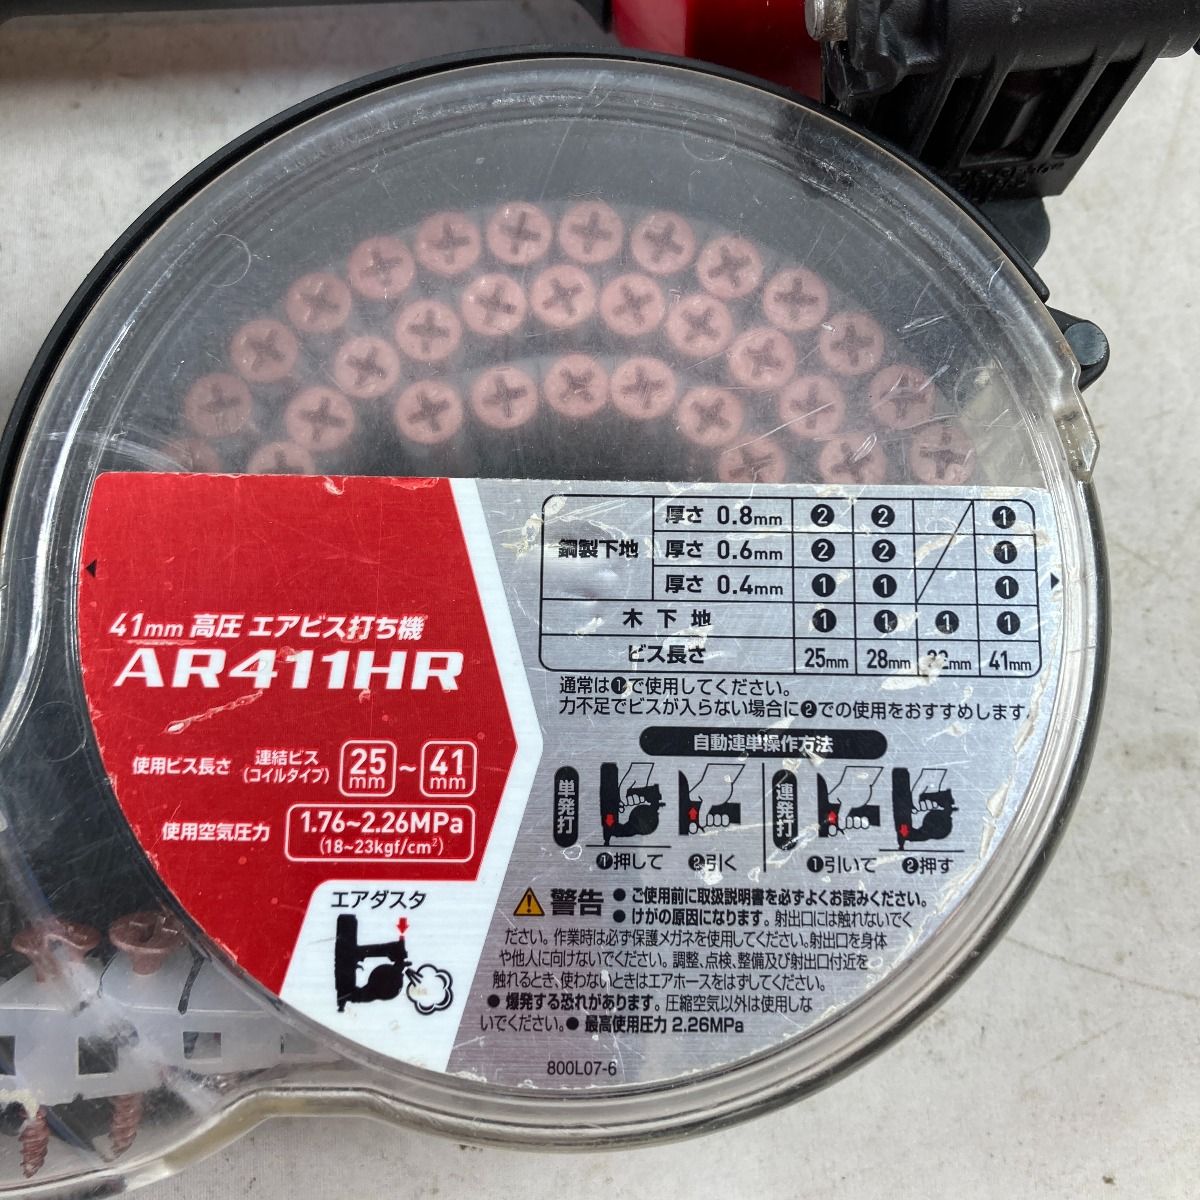 41mm 高圧 エアビス打ち機
AR411HR
使用ビス長さ 連結ビス (コイルタイプ) 25mm ~ 41mm
使用空気圧力 1.76~2.26MPa
(18~23kgf/cm²)
エアダスタ
鋼製下地
厚さ 0.8mm ❷ ❷ ❶
厚さ 0.6mm ❷ ❷ ❶
厚さ 0.4mm ❶ ❶ ❶
木下地 ❶ ❶ ❶ ❶
ビス長さ 25mm 28mm 32mm 41mm
通常は❶で使用してください。
力不足でビスが入らない場合に❷での使用をおすすめします。
自動連単操作方法
単発打 ❶押して ❷引く
連発打 ❶引いて ❷押す
⚠警告 ●ご使用前に取扱説明書を必ずよくお読みください。
●けがの原因になります。射出口には触れないでく
ださい。作業時は必ず保護メガネを使用してください。射出口を身体
や他人に向けないでください。調整、点検、整備及び射出口付近を
触れるとき、使わないときはエアホースをはずしてください。
●爆発する恐れがあります。圧縮空気以外は使用しな
いでください。●最高使用圧力 2.26MPa
800L07-6